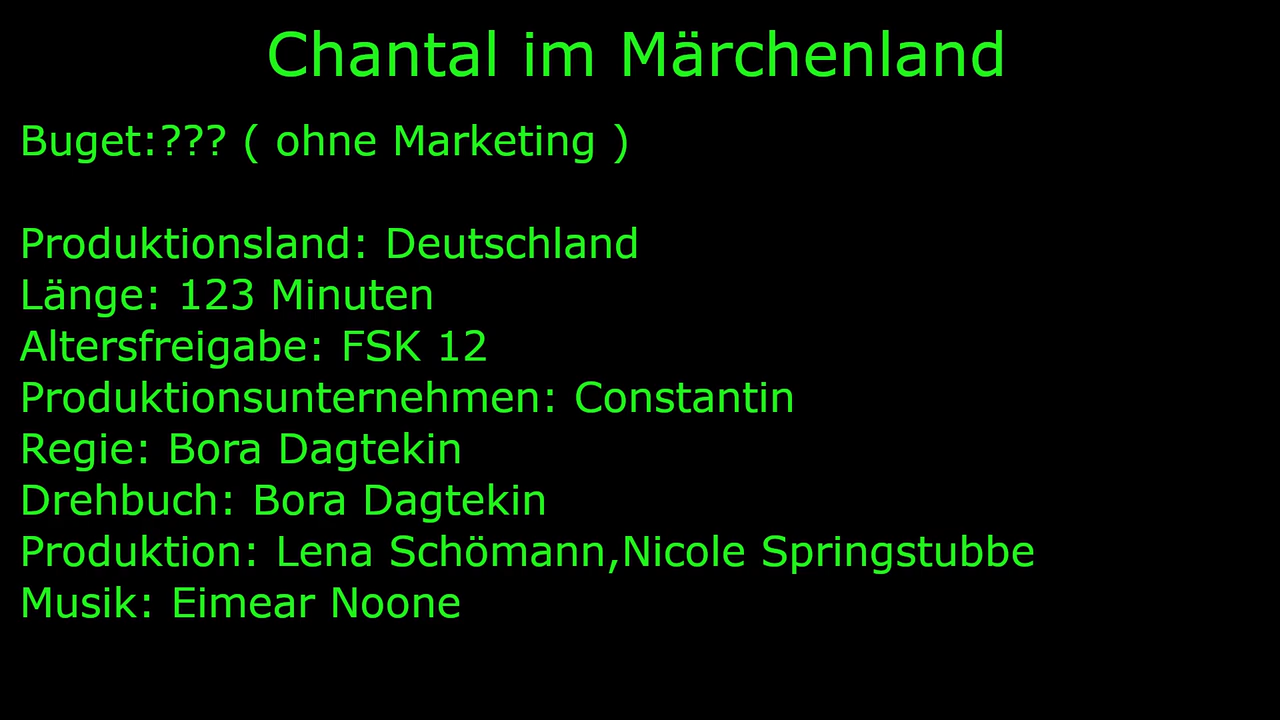 Chantal im Märchenland
Buget:??? ( ohne Marketing )
Produktionsland: Deutschland
Länge: 123 Minuten
Altersfreigabe: FSK 12
Produktionsunternehmen: Constantin
Regie: Bora Dagtekin
Drehbuch: Bora Dagtekin
Produktion: Lena Schömann,Nicole Springstubbe
Musik: Eimear Noone